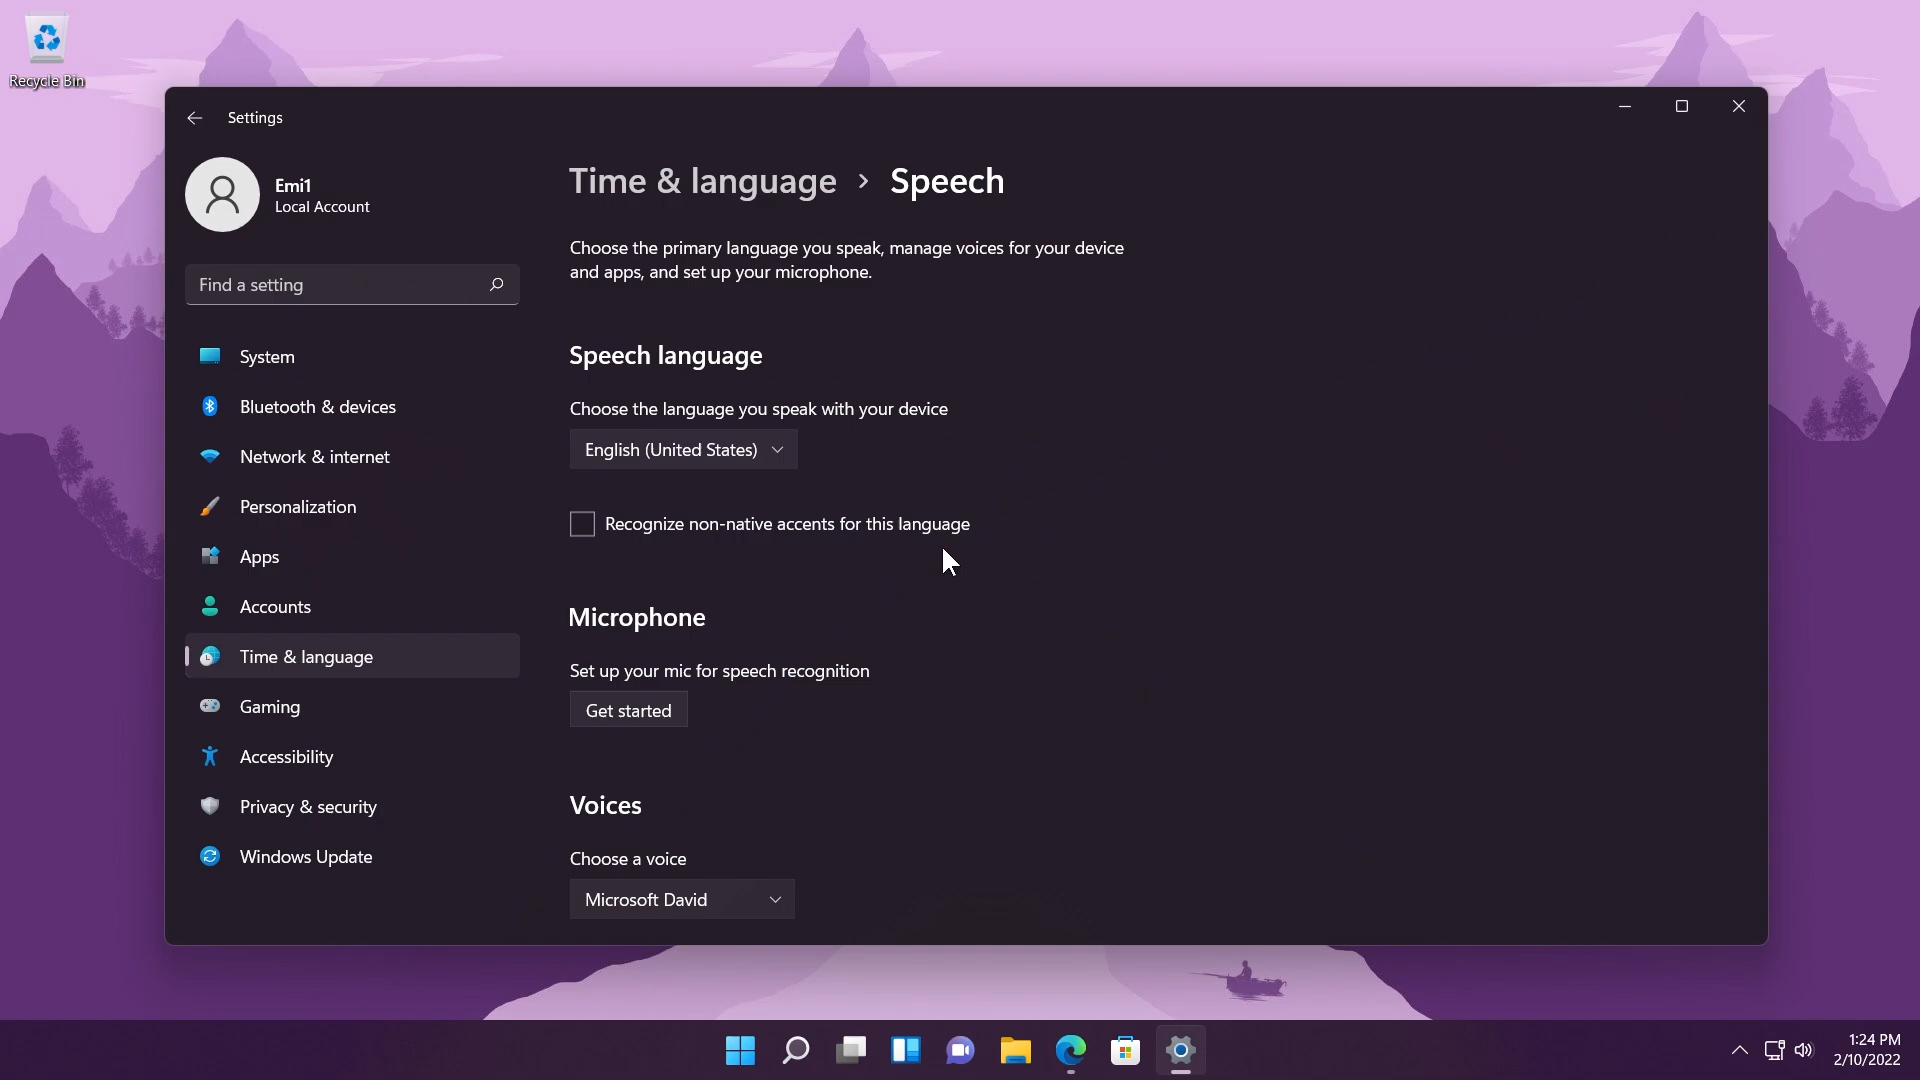 Recycle Bin
Settings
Emi1
Local Account
Find a setting
System
Bluetooth & devices
Network & internet
Personalization
Apps
Accounts
Time & language
Gaming
Accessibility
Privacy & security
Windows Update
Time & language › Speech
Choose the primary language you speak, manage voices for your device
and apps, and set up your microphone.
Speech language
Choose the language you speak with your device
English (United States)
Recognize non-native accents for this language
Microphone
Set up your mic for speech recognition
Get started
Voices
Choose a voice
Microsoft David
1:24 PM
2/10/2022